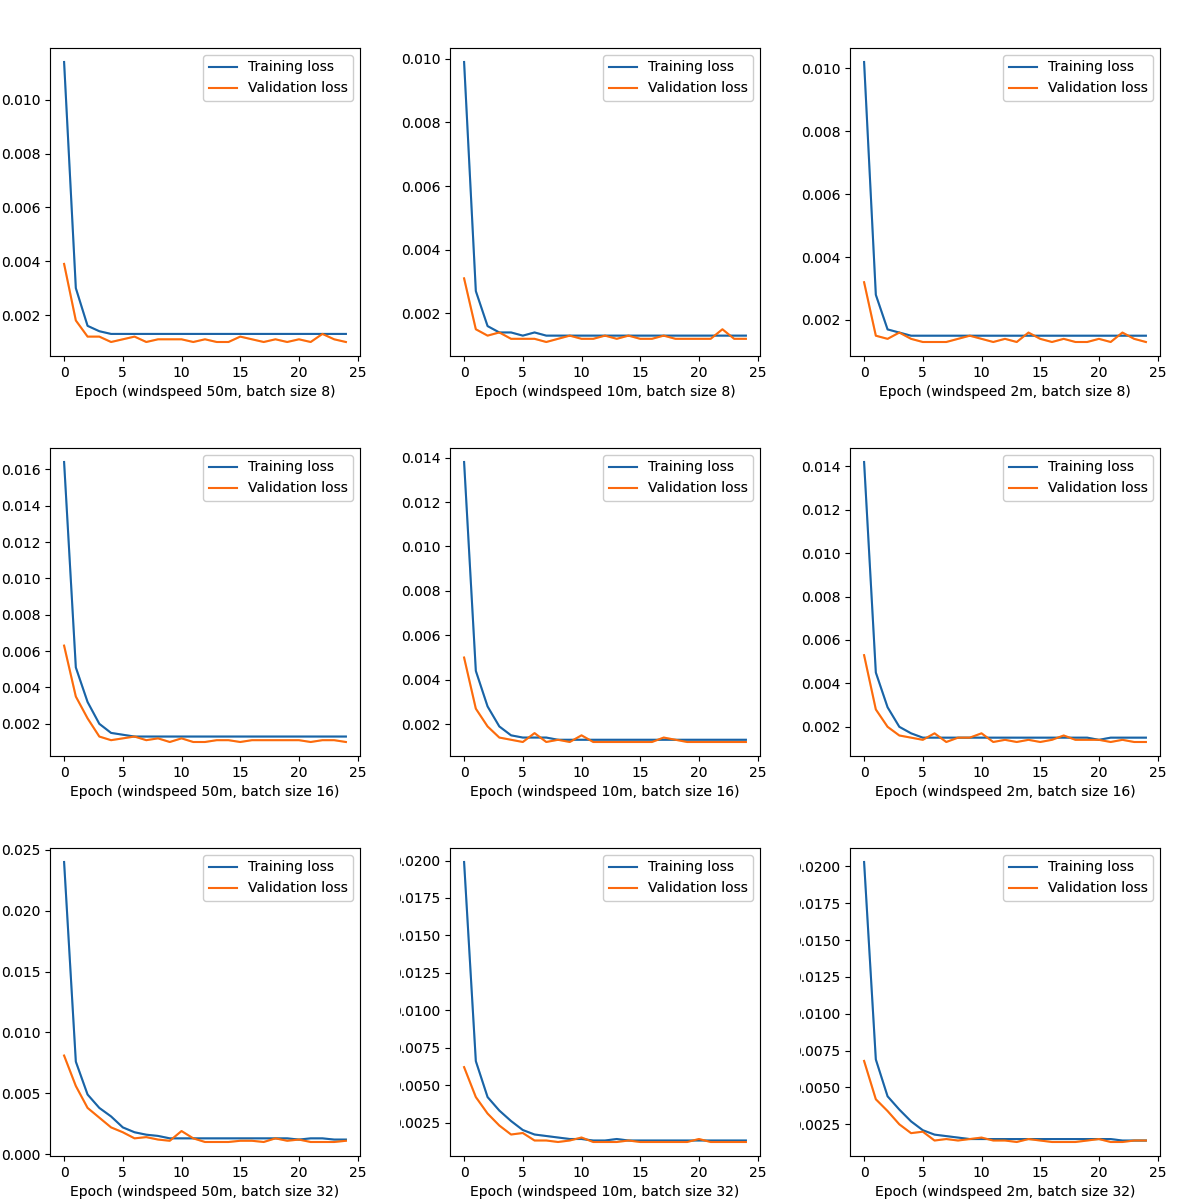 Training loss
Validation loss
0.010
0.008
0.006
0.004
0.002
0 5 10 15 20 25
Epoch (windspeed 50m, batch size 8)
Training loss
Validation loss
0.010
0.008
0.006
0.004
0.002
0 5 10 15 20 25
Epoch (windspeed 10m, batch size 8)
Training loss
Validation loss
0.010
0.008
0.006
0.004
0.002
0 5 10 15 20 25
Epoch (windspeed 2m, batch size 8)
Training loss
Validation loss
0.016
0.014
0.012
0.010
0.008
0.006
0.004
0.002
0 5 10 15 20 25
Epoch (windspeed 50m, batch size 16)
Training loss
Validation loss
0.014
0.012
0.010
0.008
0.006
0.004
0.002
0 5 10 15 20 25
Epoch (windspeed 10m, batch size 16)
Training loss
Validation loss
0.014
0.012
0.010
0.008
0.006
0.004
0.002
0 5 10 15 20 25
Epoch (windspeed 2m, batch size 16)
Training loss
Validation loss
0.025
0.020
0.015
0.010
0.005
0.000
0 5 10 15 20 25
Epoch (windspeed 50m, batch size 32)
Training loss
Validation loss
.0200
.0175
.0150
.0125
.0100
.0075
.0050
.0025
0 5 10 15 20 25
Epoch (windspeed 10m, batch size 32)
Training loss
Validation loss
.0200
.0175
.0150
.0125
.0100
.0075
.0050
.0025
0 5 10 15 20 25
Epoch (windspeed 2m, batch size 32)